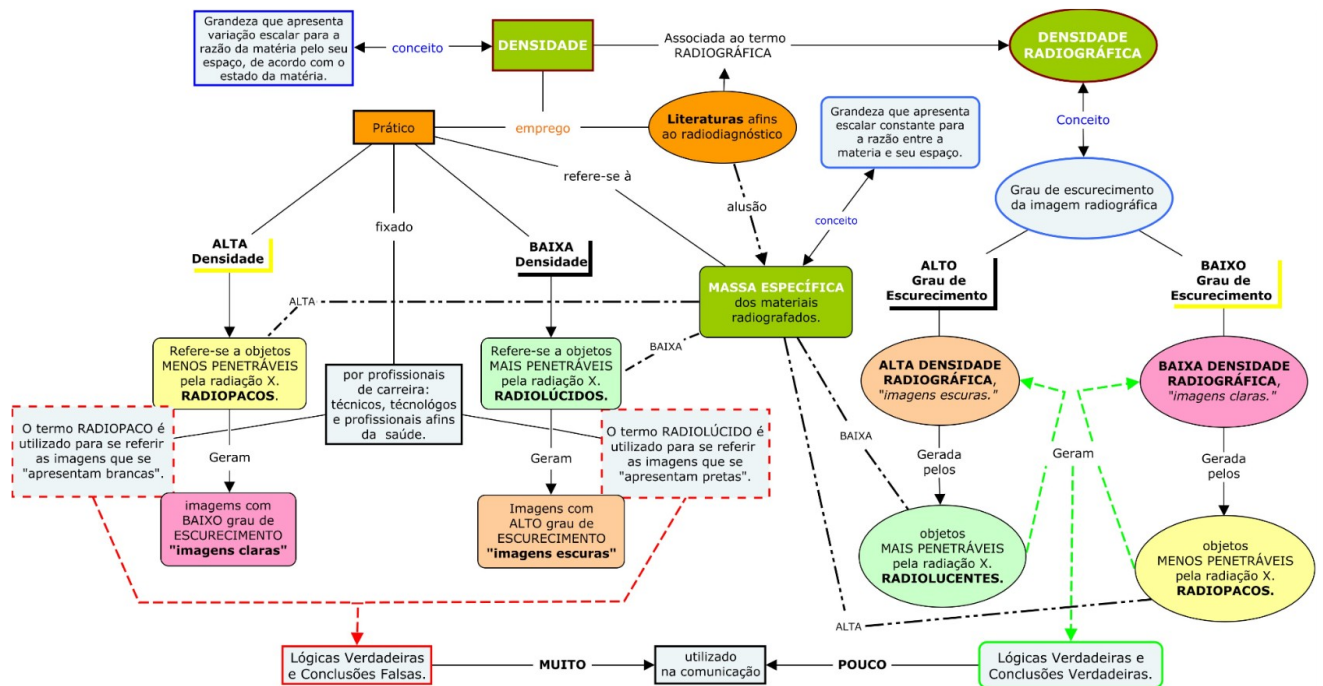 Grandeza que apresenta
variação escalar para a
razão da matéria pelo seu
espaço, de acordo com o
estado da matéria.
conceito
DENSIDADE
Associada ao termo
RADIOGRÁFICA
DENSIDADE
RADIOGRÁFICA
Prático
emprego
Literaturas afins
ao radiodiagnóstico
Grandeza que apresenta
escalar constante para
a razão entre a
materia e seu espaço.
Conceito
refere-se à
alusão
conceito
Grau de escurecimento
da imagem radiográfica
fixado
ALTA
Densidade
BAIXA
Densidade
MASSA ESPECÍFICA
dos materiais
radiografados.
ALTO
Grau de
Escurecimento
BAIXO
Grau de
Escurecimento
ALTA
BAIXA
Refere-se a objetos
MENOS PENETRÁVEIS
pela radiação X.
RADIOPACOS.
por profissionais
de carreira:
técnicos, técnológos
e profissionais afins
da saúde.
Refere-se a objetos
MAIS PENETRÁVEIS
pela radiação X.
RADIOLÚCIDOS.
ALTA DENSIDADE
RADIOGRÁFICA,
"imagens escuras."
BAIXA DENSIDADE
RADIOGRÁFICA,
"imagens claras."
O termo RADIOPACO é
utilizado para se referir
as imagens que se
"apresentam brancas".
Geram
Geram
O termo RADIOLÚCIDO é
utilizado para se referir
as imagens que se
"apresentam pretas".
BAIXA
Gerada
pelos
Geram
Gerada
pelos
imagens com
BAIXO grau de
ESCURECIMENTO
"imagens claras"
Imagens com
ALTO grau de
ESCURECIMENTO
"imagens escuras"
objetos
MAIS PENETRÁVEIS
pela radiação X.
RADIOLUCENTES.
objetos
MENOS PENETRÁVEIS
pela radiação X.
RADIOPACOS.
ALTA
Lógicas Verdadeiras
e Conclusões Falsas.
MUITO
utilizado
na comunicação
POUCO
Lógicas Verdadeiras e
Conclusões Verdadeiras.